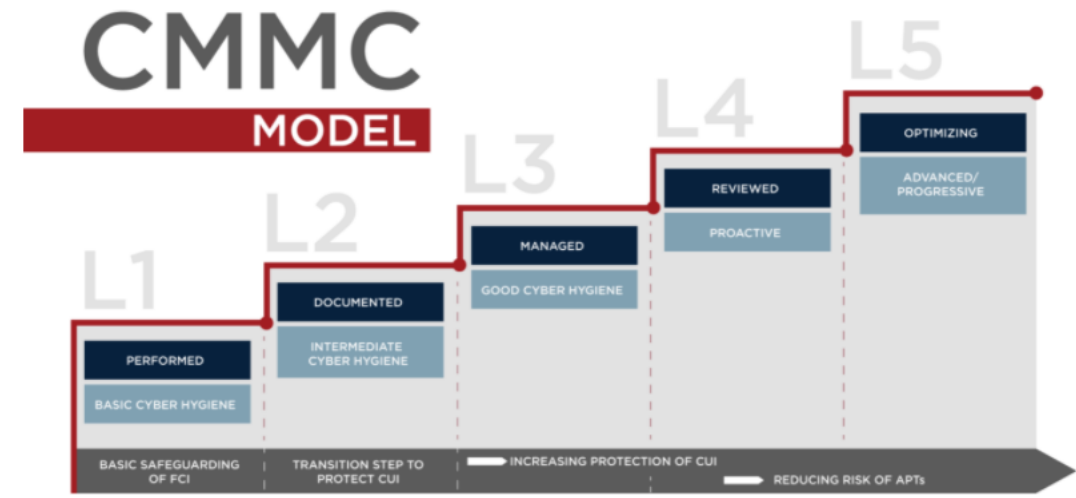 CMMC
MODEL
L1
PERFORMED
BASIC CYBER HYGIENE
BASIC SAFEGUARDING
OF FCI
L2
DOCUMENTED
INTERMEDIATE
CYBER HYGIENE
TRANSITION STEP TO
PROTECT CUI
L3
MANAGED
GOOD CYBER HYGIENE
INCREASING PROTECTION OF CUI
L4
REVIEWED
PROACTIVE
REDUCING RISK OF APTs
L5
OPTIMIZING
ADVANCED/
PROGRESSIVE